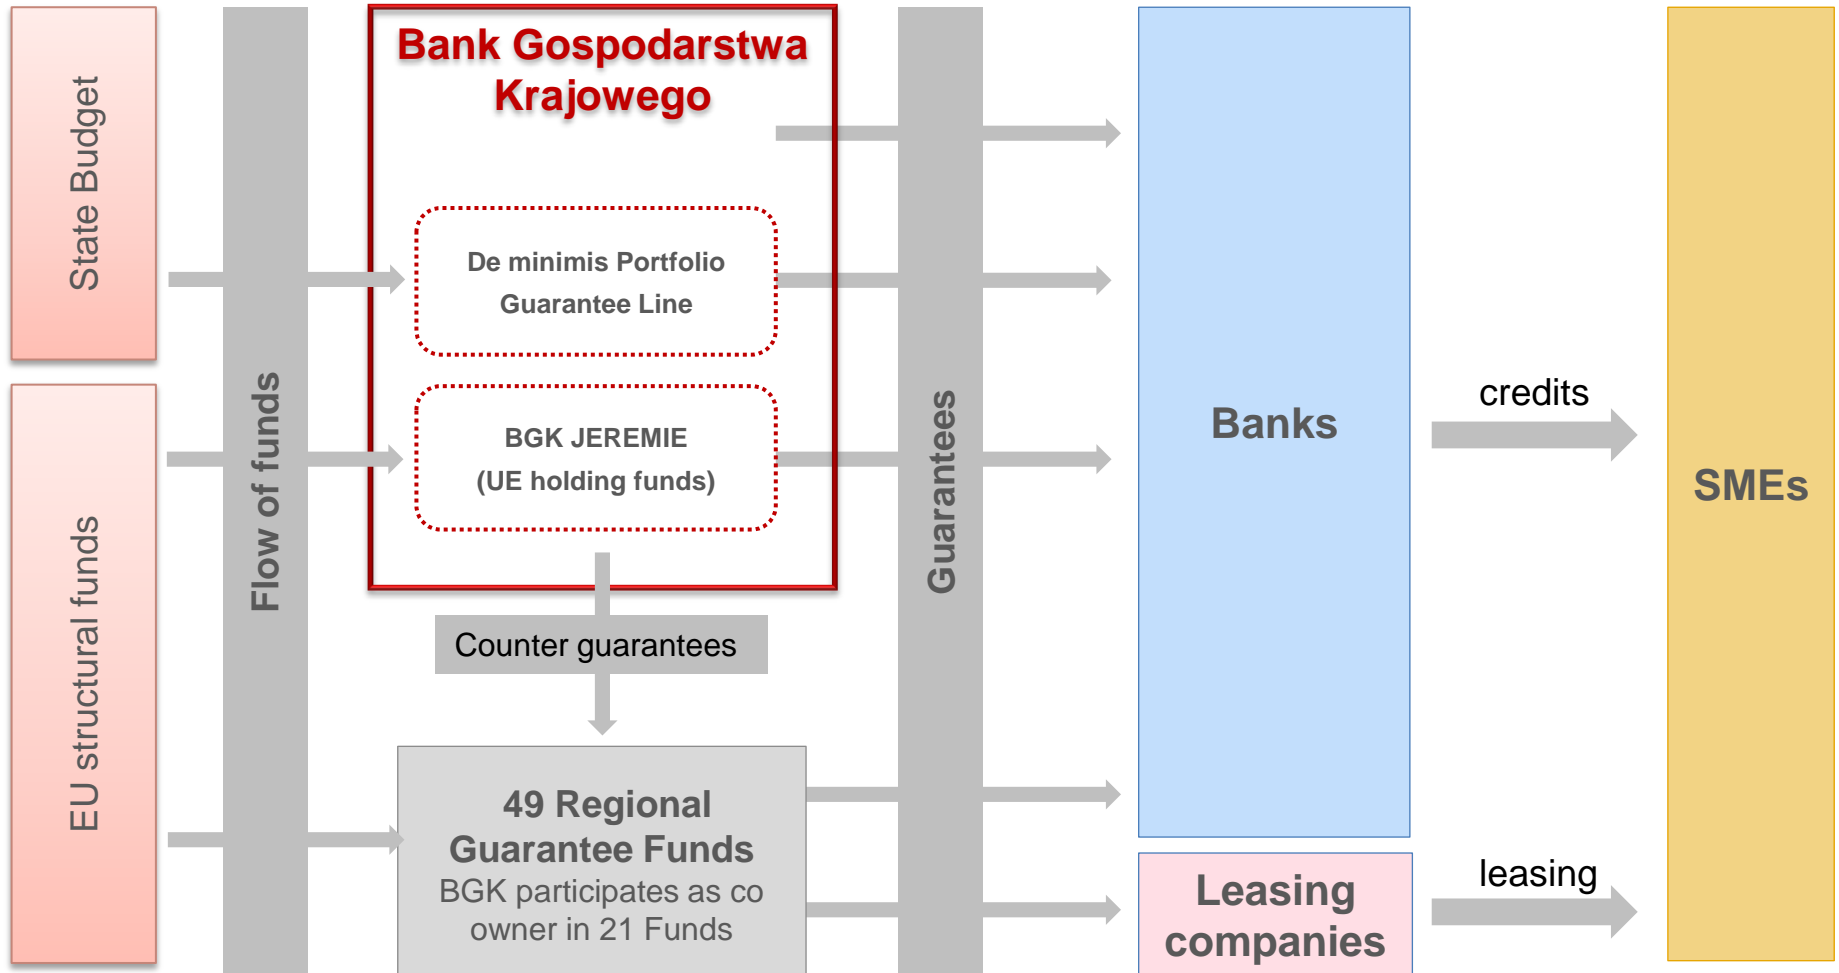 State Budget
EU structural funds
Flow of funds
Bank Gospodarstwa
Krajowego
De minimis Portfolio
Guarantee Line
BGK JEREMIE
(UE holding funds)
Counter guarantees
49 Regional
Guarantee Funds
BGK participates as co
owner in 21 Funds
Guarantees
Banks
Leasing
companies
credits
leasing
SMEs